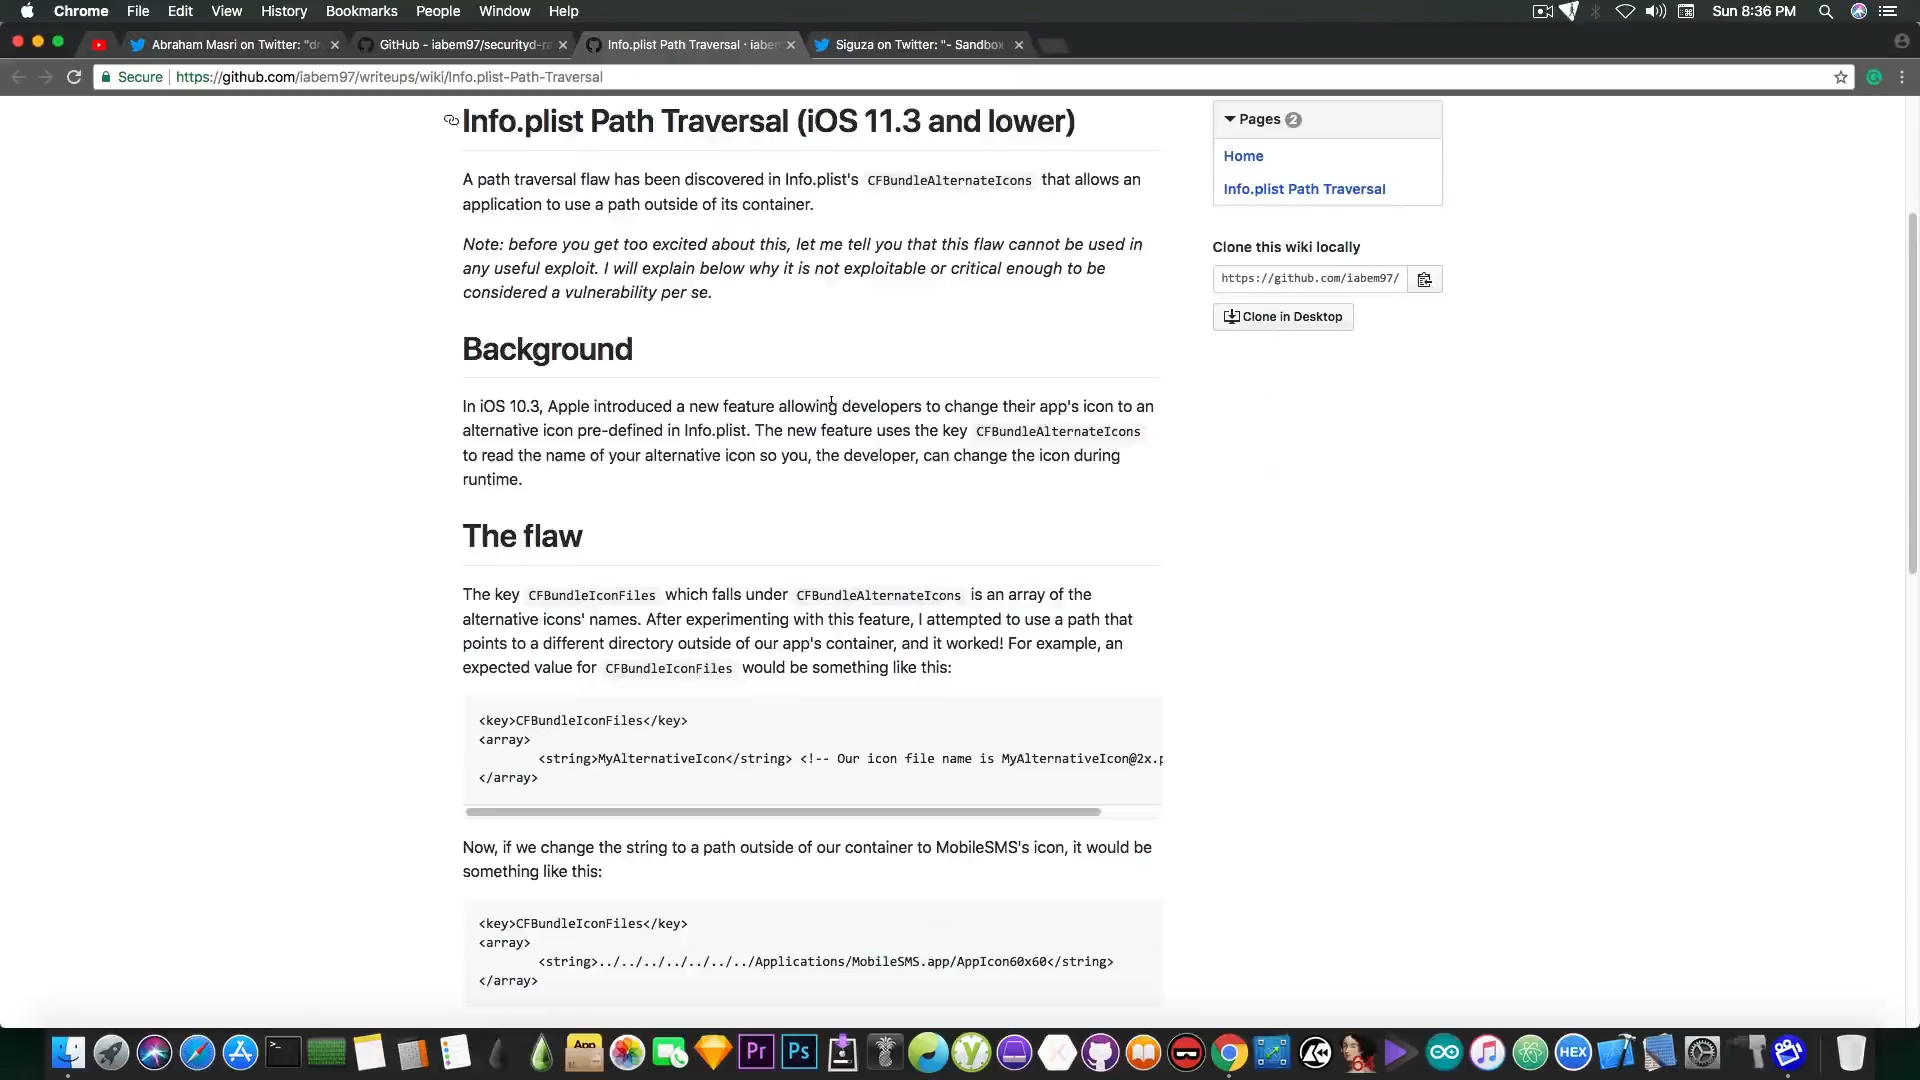 Chrome File Edit View History Bookmarks People Window Help Sun 8:36 PM
Abraham Masri on Twitter: "dr GitHub - iabem97/securityd-ra Info.plist Path Traversal · iabem Siguza on Twitter: "- Sandbox
Secure https://github.com/iabem97/writeups/wiki/Info.plist-Path-Traversal
Info.plist Path Traversal (iOS 11.3 and lower)
A path traversal flaw has been discovered in Info.plist's CFBundleAlternateIcons that allows an
application to use a path outside of its container.
Note: before you get too excited about this, let me tell you that this flaw cannot be used in
any useful exploit. I will explain below why it is not exploitable or critical enough to be
considered a vulnerability per se.
Background
In iOS 10.3, Apple introduced a new feature allowing developers to change their app's icon to an
alternative icon pre-defined in Info.plist. The new feature uses the key CFBundleAlternateIcons
to read the name of your alternative icon so you, the developer, can change the icon during
runtime.
The flaw
The key CFBundleIconFiles which falls under CFBundleAlternateIcons is an array of the
alternative icons' names. After experimenting with this feature, I attempted to use a path that
points to a different directory outside of our app's container, and it worked! For example, an
expected value for CFBundleIconFiles would be something like this:
<key>CFBundleIconFiles</key>
<array>
<string>MyAlternativeIcon</string> <!-- Our icon file name is MyAlternativeIcon@2x.p
</array>
Now, if we change the string to a path outside of our container to MobileSMS's icon, it would be
something like this:
<key>CFBundleIconFiles</key>
<array>
<string>../../../../../../../Applications/MobileSMS.app/AppIcon60x60</string>
</array>
Pages 2
Home
Info.plist Path Traversal
Clone this wiki locally
https://github.com/iabem97/
Clone in Desktop
App
Pr
Ps
HEX